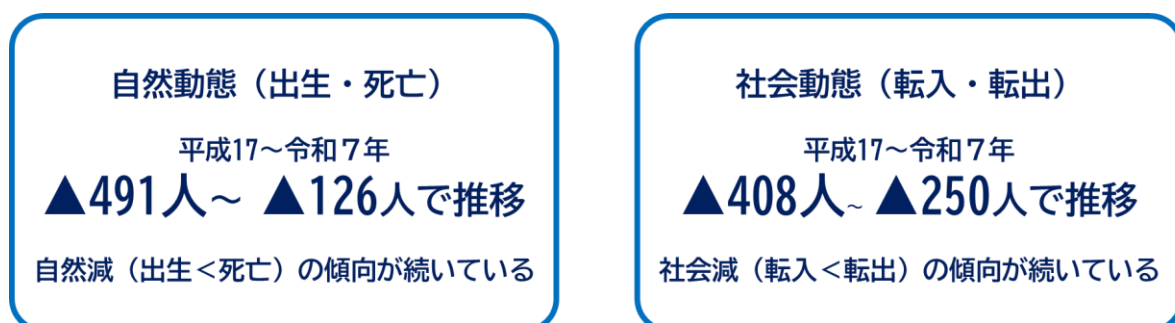 自然動態（出生・死亡）
平成17～令和７年
▲491人～ ▲126人で推移
自然減（出生＜死亡）の傾向が続いている
社会動態（転入・転出）
平成17～令和７年
▲408人～ ▲250人で推移
社会減（転入＜転出）の傾向が続いている